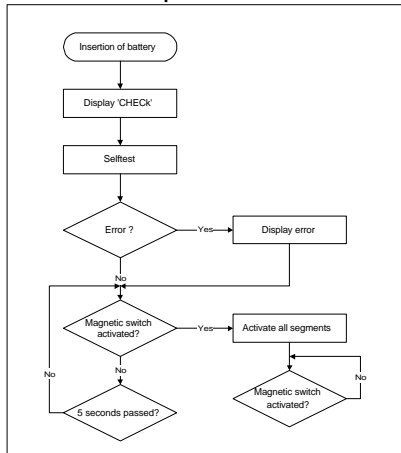 Insertion of battery
Display 'CHECk'
Selftest
Error ?
Yes
Display error
No
Magnetic switch
activated?
Yes
Activate all segments
No
No
5 seconds passed?
Magnetic switch
activated?
No